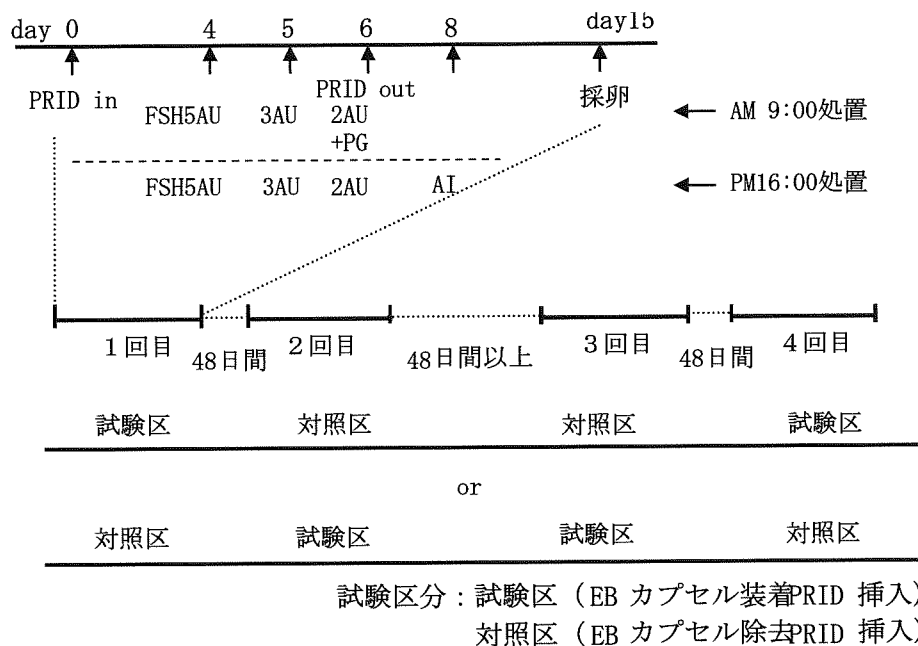 day 0 4 5 6 8 day15
PRID in PRID out 採卵
FSH5AU 3AU 2AU ← AM 9:00処置
+PG
FSH5AU 3AU 2AU AI ← PM16:00処置
1回目 48日間 2回目 48日間以上 3回目 48日間 4回目
試験区 対照区 対照区 試験区
or
対照区 試験区 試験区 対照区
試験区分：試験区（EB カプセル装着PRID 挿入）
対照区（EB カプセル除去PRID 挿入）